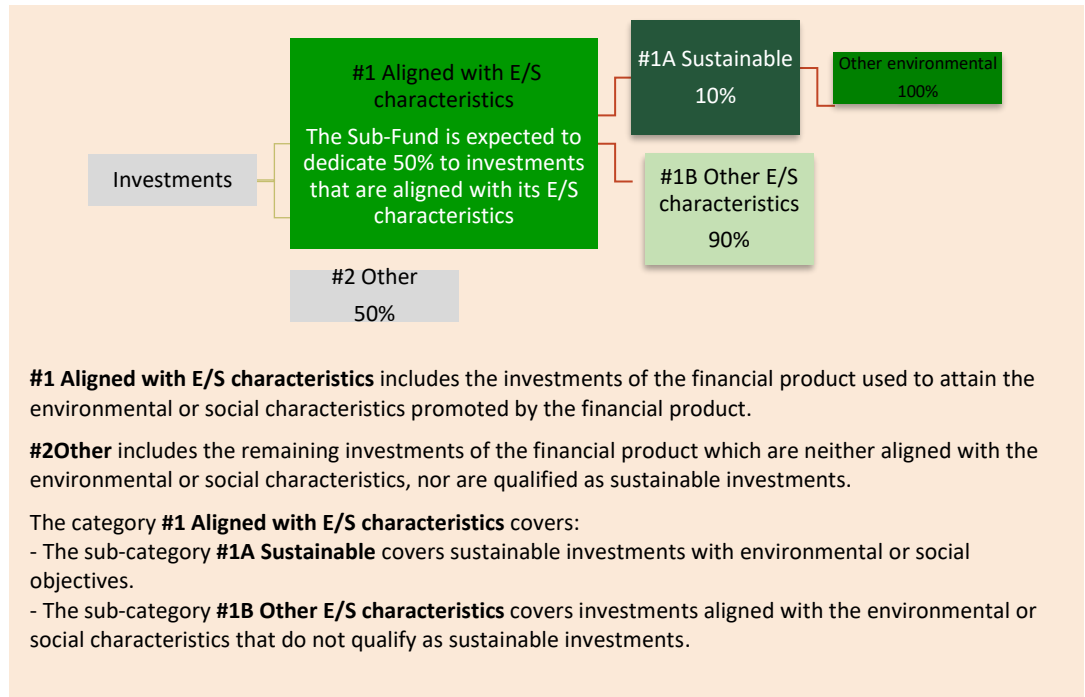 Investments
#1 Aligned with E/S
characteristics
The Sub-Fund is expected to
dedicate 50% to investments
that are aligned with its E/S
characteristics
#1A Sustainable
10%
Other environmental
100%
#1B Other E/S
characteristics
90%
#2 Other
50%
#1 Aligned with E/S characteristics includes the investments of the financial product used to attain the
environmental or social characteristics promoted by the financial product.
#2Other includes the remaining investments of the financial product which are neither aligned with the
environmental or social characteristics, nor are qualified as sustainable investments.
The category #1 Aligned with E/S characteristics covers:
- The sub-category #1A Sustainable covers sustainable investments with environmental or social
objectives.
- The sub-category #1B Other E/S characteristics covers investments aligned with the environmental or
social characteristics that do not qualify as sustainable investments.